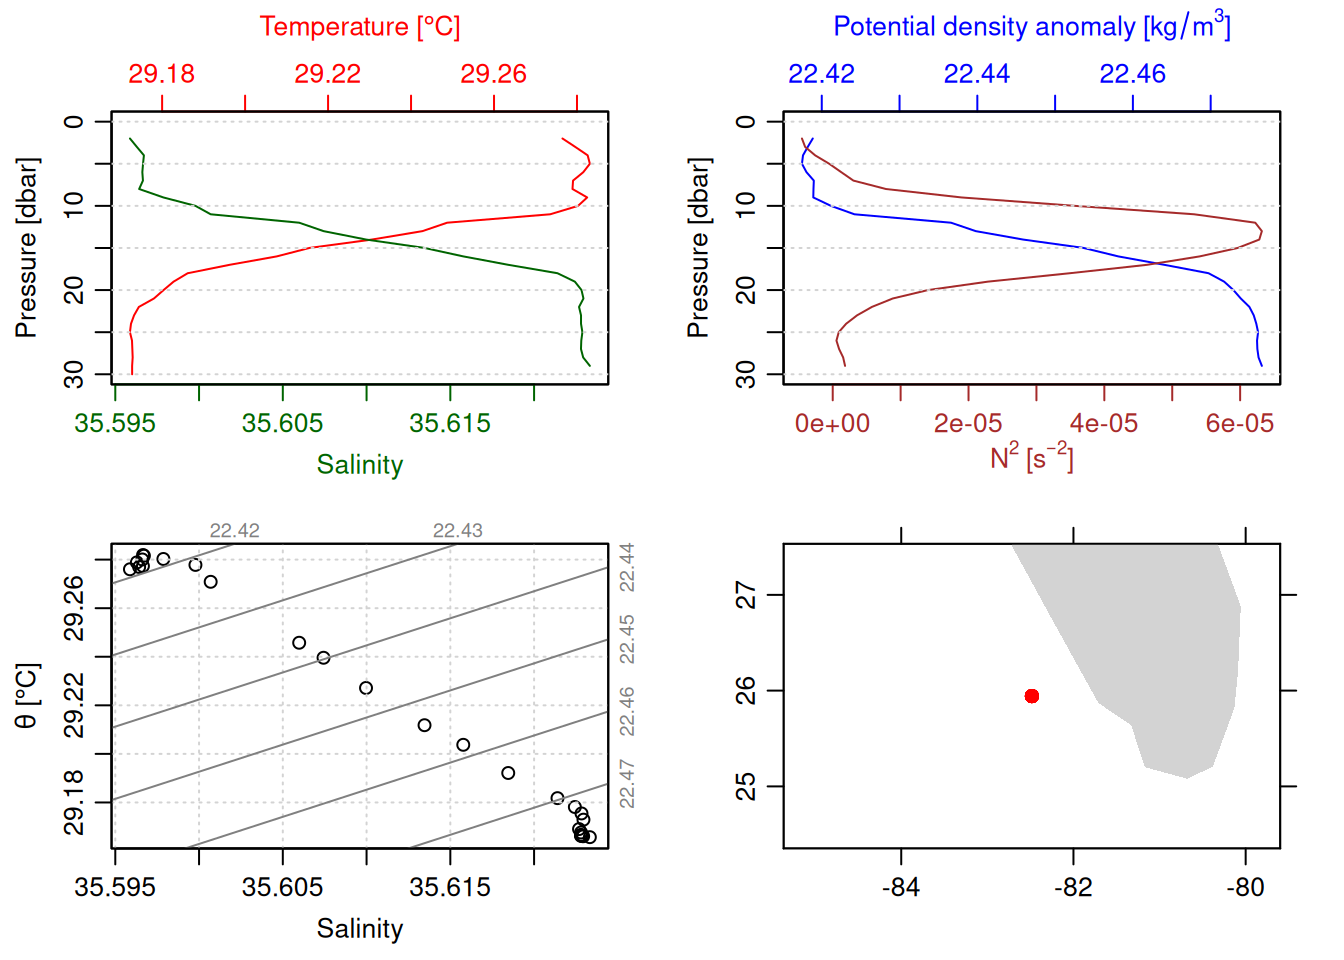 Temperature [°C]
29.18 29.22 29.26
0
10
20
30
Pressure [dbar]
35.595 35.605 35.615
Salinity
Potential density anomaly [kg/m³]
22.42 22.44 22.46
0
10
20
30
Pressure [dbar]
0e+00 2e-05 4e-05 6e-05
N² [s⁻²]
22.42 22.43
22.44
22.45
22.46
22.47
29.26
29.22
29.18
θ [°C]
35.595 35.605 35.615
Salinity
27
26
25
-84 -82 -80